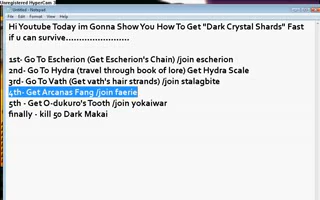 Unregistered HyperCam 3
Untitled - Notepad
File Edit Format View Help
Hi Youtube Today im Gonna Show You How To Get "Dark Crystal Shards" Fast
if u can survive................
1st- Go To Escherion (Get Escherion's Chain) /join escherion
2nd- Go To Hydra (travel through book of lore) Get Hydra Scale
3rd- Go To Vath (Get vath's hair strands) /join stalagbite
4th- Get Arcanas Fang /join faerie
5th - Get O-dukuro's Tooth /join yokaiwar
finally - kill 50 Dark Makai